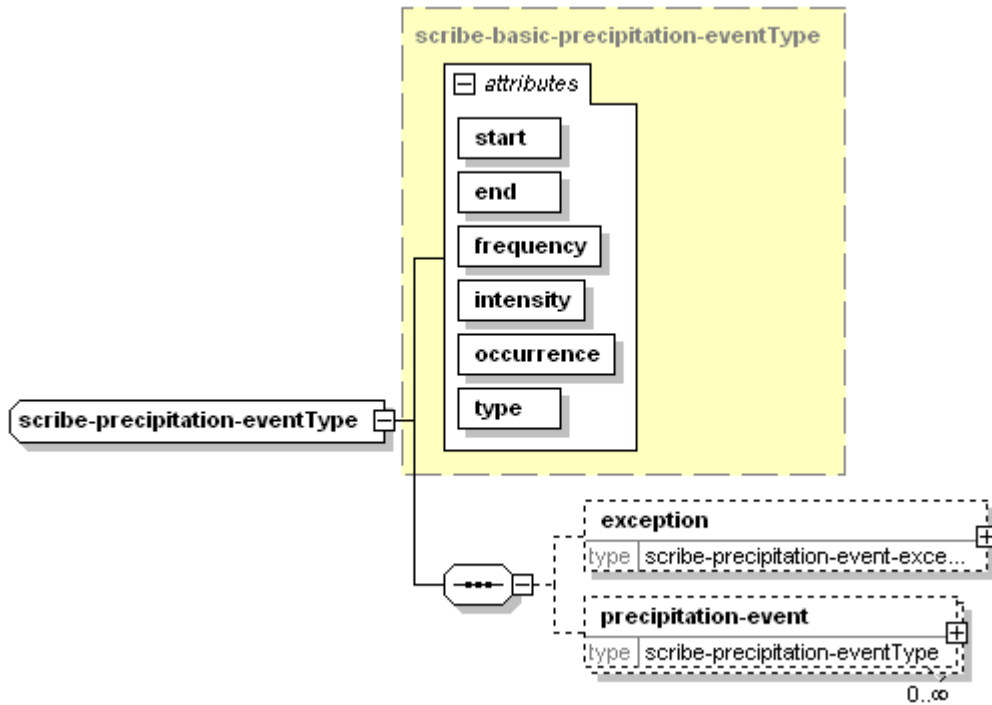 scribe-basic-precipitation-eventType
attributes
start
end
frequency
intensity
occurrence
type
scribe-precipitation-eventType
exception
type scribe-precipitation-event-exce...
precipitation-event
type scribe-precipitation-eventType
0..∞